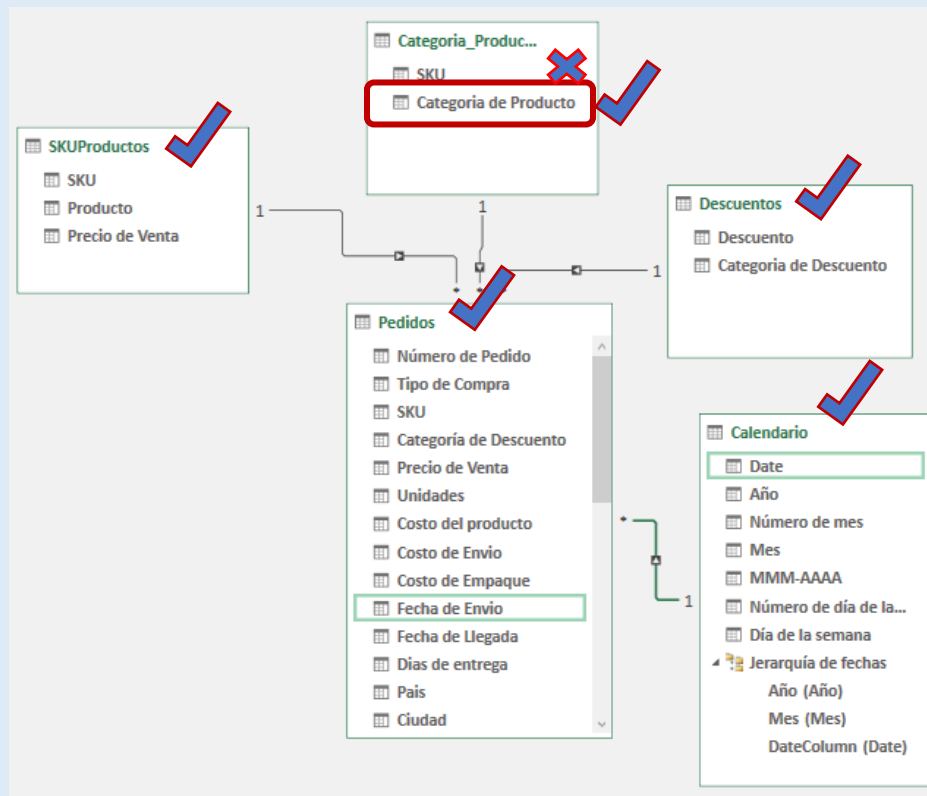 Categoria_Produc...
SKU
Categoria de Producto
SKUProductos
SKU
Producto
Precio de Venta
Descuentos
Descuento
Categoria de Descuento
1
1
1
*
*
Pedidos
Número de Pedido
Tipo de Compra
SKU
Categoría de Descuento
Precio de Venta
Unidades
Costo del producto
Costo de Envio
Costo de Empaque
Fecha de Envio
Fecha de Llegada
Dias de entrega
Pais
Ciudad
*
1
Calendario
Date
Año
Número de mes
Mes
MMM-AAAA
Número de día de la...
Día de la semana
Jerarquía de fechas
Año (Año)
Mes (Mes)
DateColumn (Date)